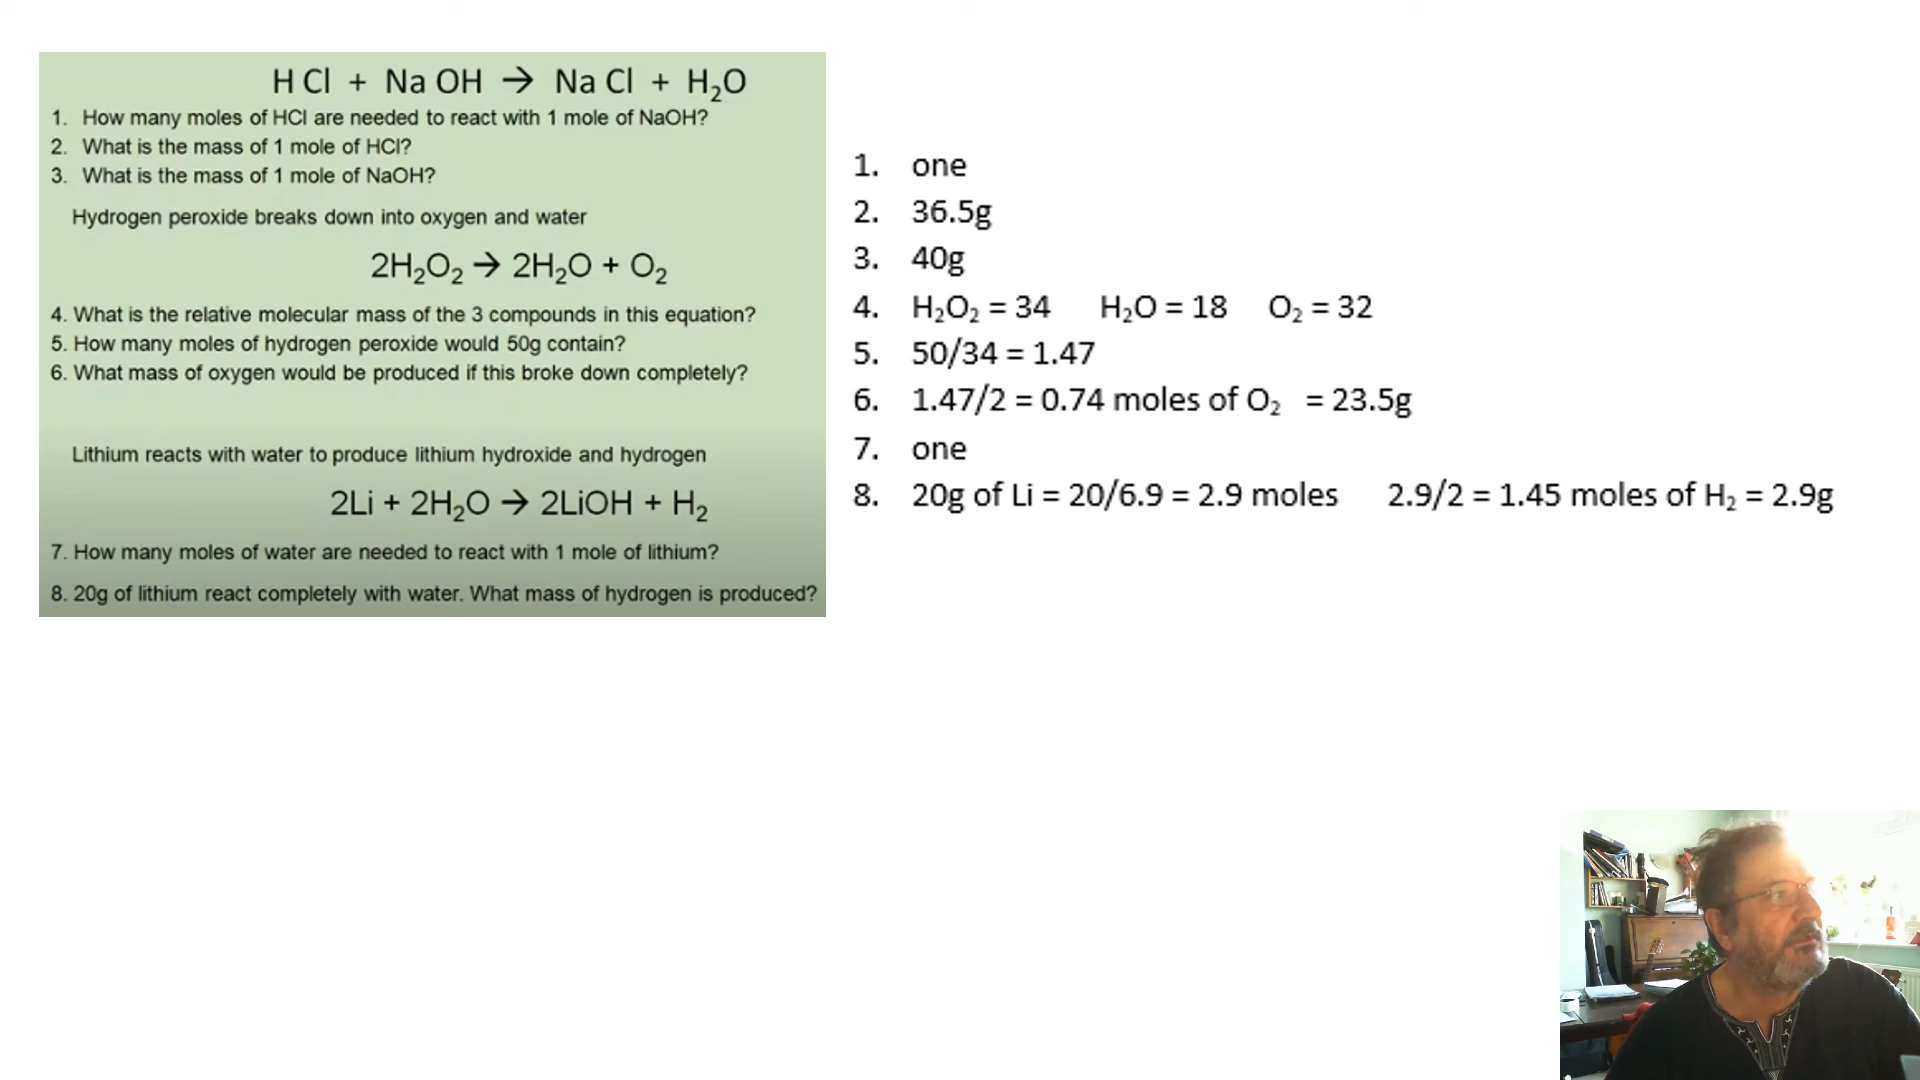 H Cl + Na OH → Na Cl + H₂O
1. How many moles of HCl are needed to react with 1 mole of NaOH?
2. What is the mass of 1 mole of HCl?
3. What is the mass of 1 mole of NaOH?
Hydrogen peroxide breaks down into oxygen and water
2H₂O₂ → 2H₂O + O₂
4. What is the relative molecular mass of the 3 compounds in this equation?
5. How many moles of hydrogen peroxide would 50g contain?
6. What mass of oxygen would be produced if this broke down completely?
Lithium reacts with water to produce lithium hydroxide and hydrogen
2Li + 2H₂O → 2LiOH + H₂
7. How many moles of water are needed to react with 1 mole of lithium?
8. 20g of lithium react completely with water. What mass of hydrogen is produced?
1. one
2. 36.5g
3. 40g
4. H₂O₂ = 34 H₂O = 18 O₂ = 32
5. 50/34 = 1.47
6. 1.47/2 = 0.74 moles of O₂ = 23.5g
7. one
8. 20g of Li = 20/6.9 = 2.9 moles 2.9/2 = 1.45 moles of H₂ = 2.9g